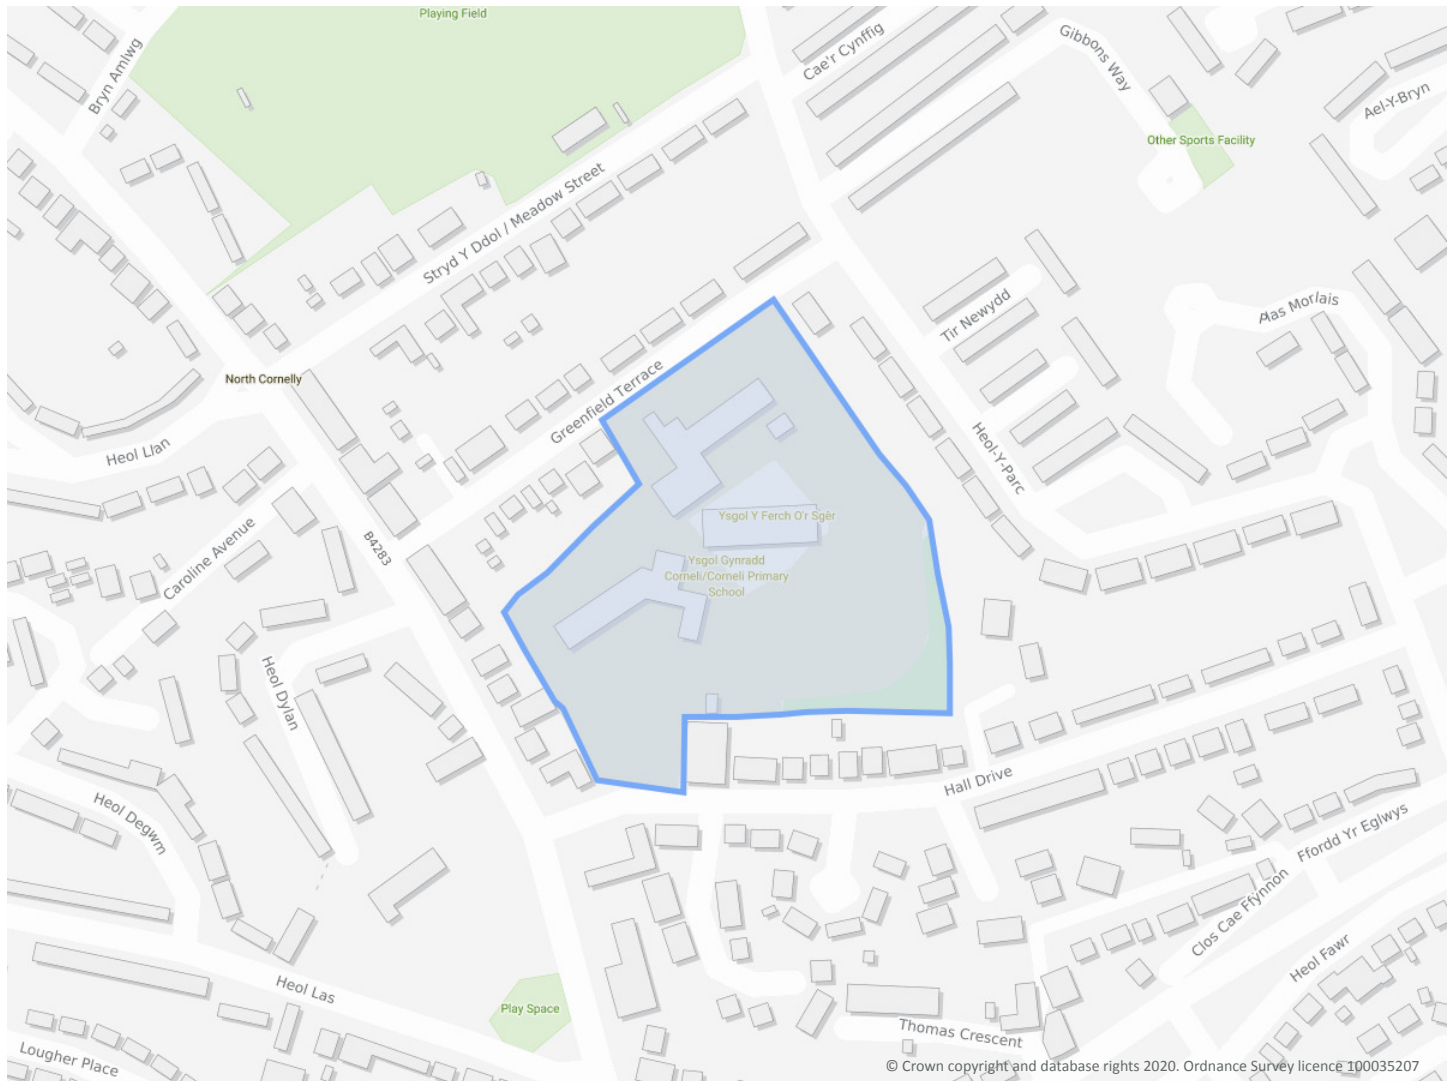 Playing Field
Bryn Amlwg
Cae'r Cynffig
Gibbons Way
Ael-Y-Bryn
Other Sports Facility
Stryd Y Ddol / Meadow Street
Tir Newydd
Plas Morlais
North Cornelly
Greenfield Terrace
Heol Llan
Heol-Y-Parc
Ysgol Y Ferch O'r Sgêr
B4283
Caroline Avenue
Ysgol Gynradd
Corneli/Corneli Primary
School
Heol Dylan
Hall Drive
Heol Degwm
Ffordd Yr Eglwys
Clos Cae Ffynnon
Heol Fawr
Heol Las
Play Space
Thomas Crescent
Lougher Place
© Crown copyright and database rights 2020. Ordnance Survey licence 100035207